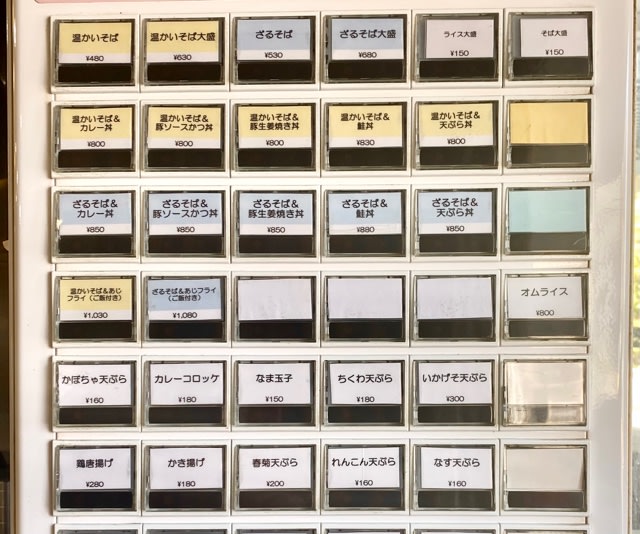 温かいそば
¥480
温かいそば大盛
¥630
ざるそば
¥530
ざるそば大盛
¥680
ライス大盛
¥150
そば大盛
¥150
温かいそば&
カレー丼
¥800
温かいそば&
豚ソースかつ丼
¥800
温かいそば&
豚生姜焼き丼
¥800
温かいそば&
鮭丼
¥830
温かいそば&
天ぷら丼
¥800
ざるそば&
カレー丼
¥850
ざるそば&
豚ソースかつ丼
¥850
ざるそば&
豚生姜焼き丼
¥850
ざるそば&
鮭丼
¥880
ざるそば&
天ぷら丼
¥850
温かいそば&あじ
フライ(ご飯付き)
¥1,030
ざるそば&あじフライ
(ご飯付き)
¥1,080
オムライス
¥800
かぼちゃ天ぷら
¥160
カレーコロッケ
¥180
なま玉子
¥150
ちくわ天ぷら
¥180
いかげそ天ぷら
¥300
鶏唐揚げ
¥280
かき揚げ
¥180
春菊天ぷら
¥200
れんこん天ぷら
¥160
なす天ぷら
¥160